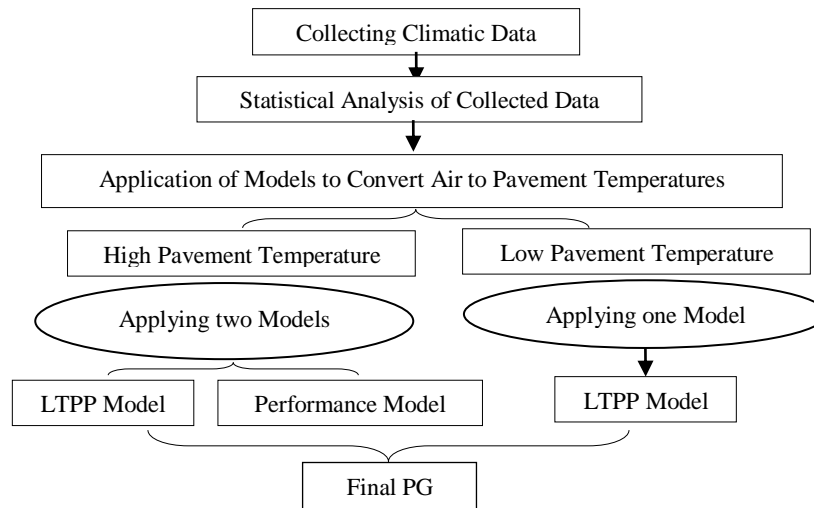 Collecting Climatic Data
Statistical Analysis of Collected Data
Application of Models to Convert Air to Pavement Temperatures
High Pavement Temperature
Low Pavement Temperature
Applying two Models
Applying one Model
LTPP Model
Performance Model
LTPP Model
Final PG